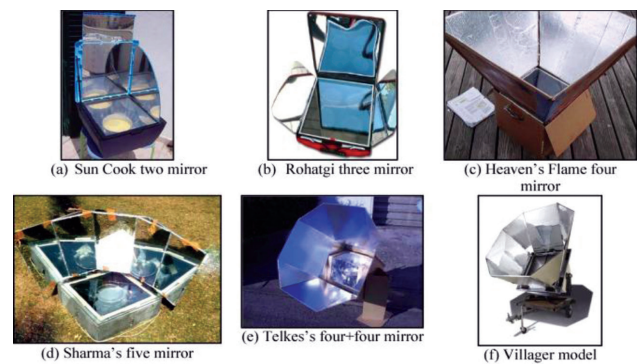 (a) Sun Cook two mirror
(b) Rohatgi three mirror
(c) Heaven's Flame four
mirror
(d) Sharma's five mirror
(e) Telkes's four+four mirror
(f) Villager model